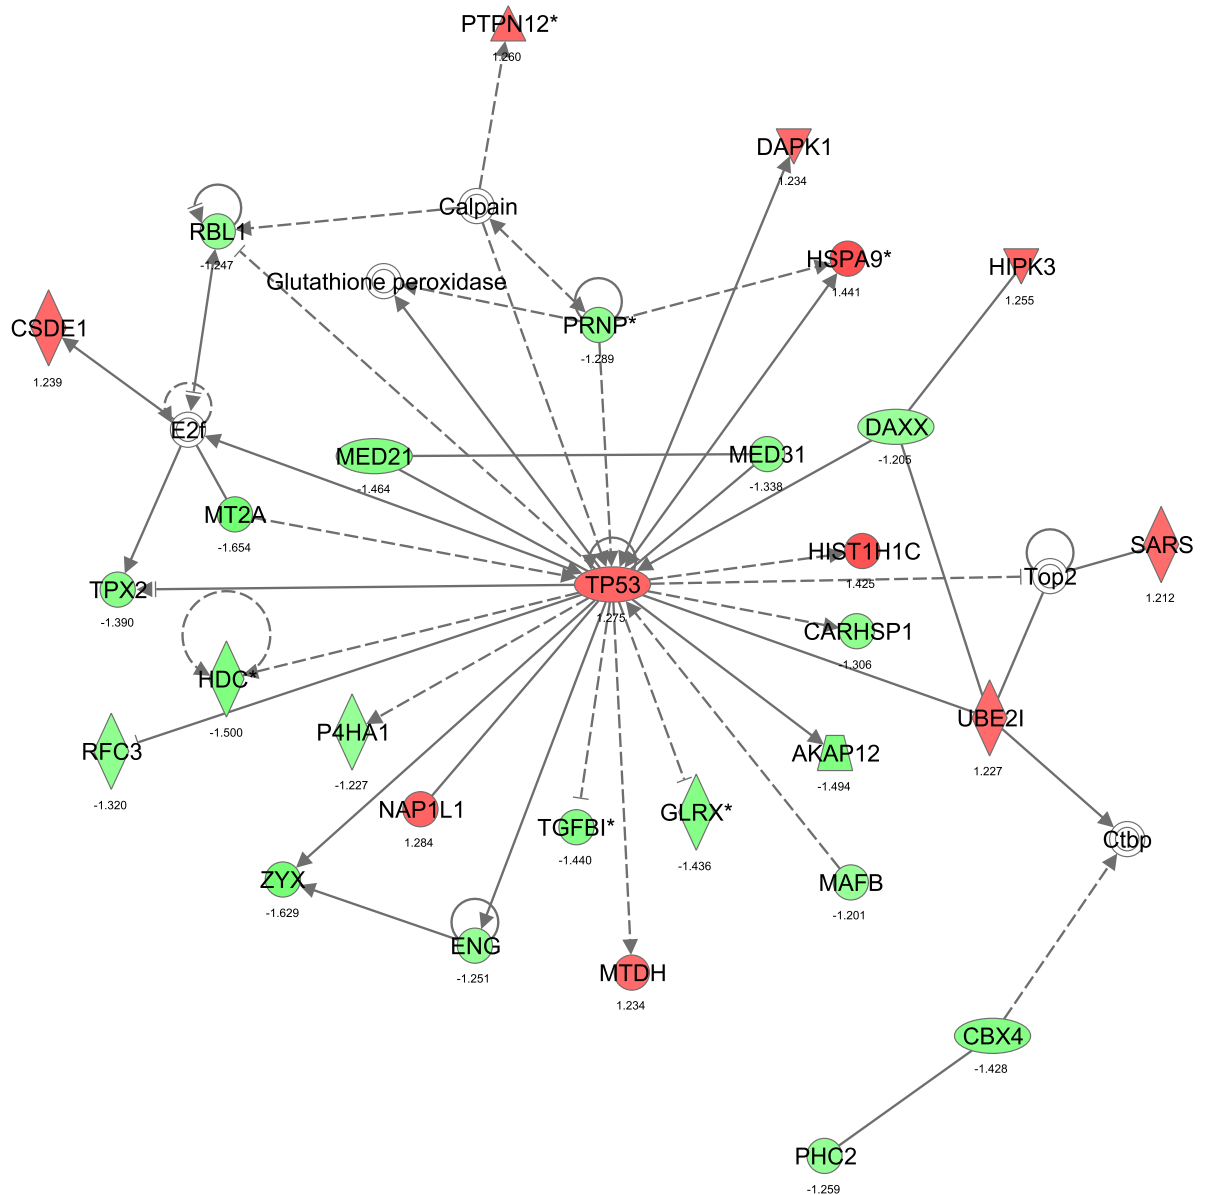 PTPN12*
1.260
DAPK1
1.234
Calpain
RBL1
-1.247
HSPA9*
1.441
HIPK3
1.255
Glutathione peroxidase
PRNP*
-1.289
CSDE1
1.239
E2f
DAXX
-1.205
MED21
-1.464
MED31
-1.338
MT2A
-1.654
HIST1H1C
1.425
SARS
1.212
Top2
TP53
1.275
TPX2
-1.390
CARHSP1
-1.306
HDC*
-1.500
UBE2I
1.227
P4HA1
-1.227
RFC3
-1.320
AKAP12
-1.494
NAP1L1
1.284
TGFBI*
-1.440
GLRX*
-1.436
Ctbp
ZYX
-1.629
MAFB
-1.201
ENG
-1.251
MTDH
1.234
CBX4
-1.428
PHC2
-1.259